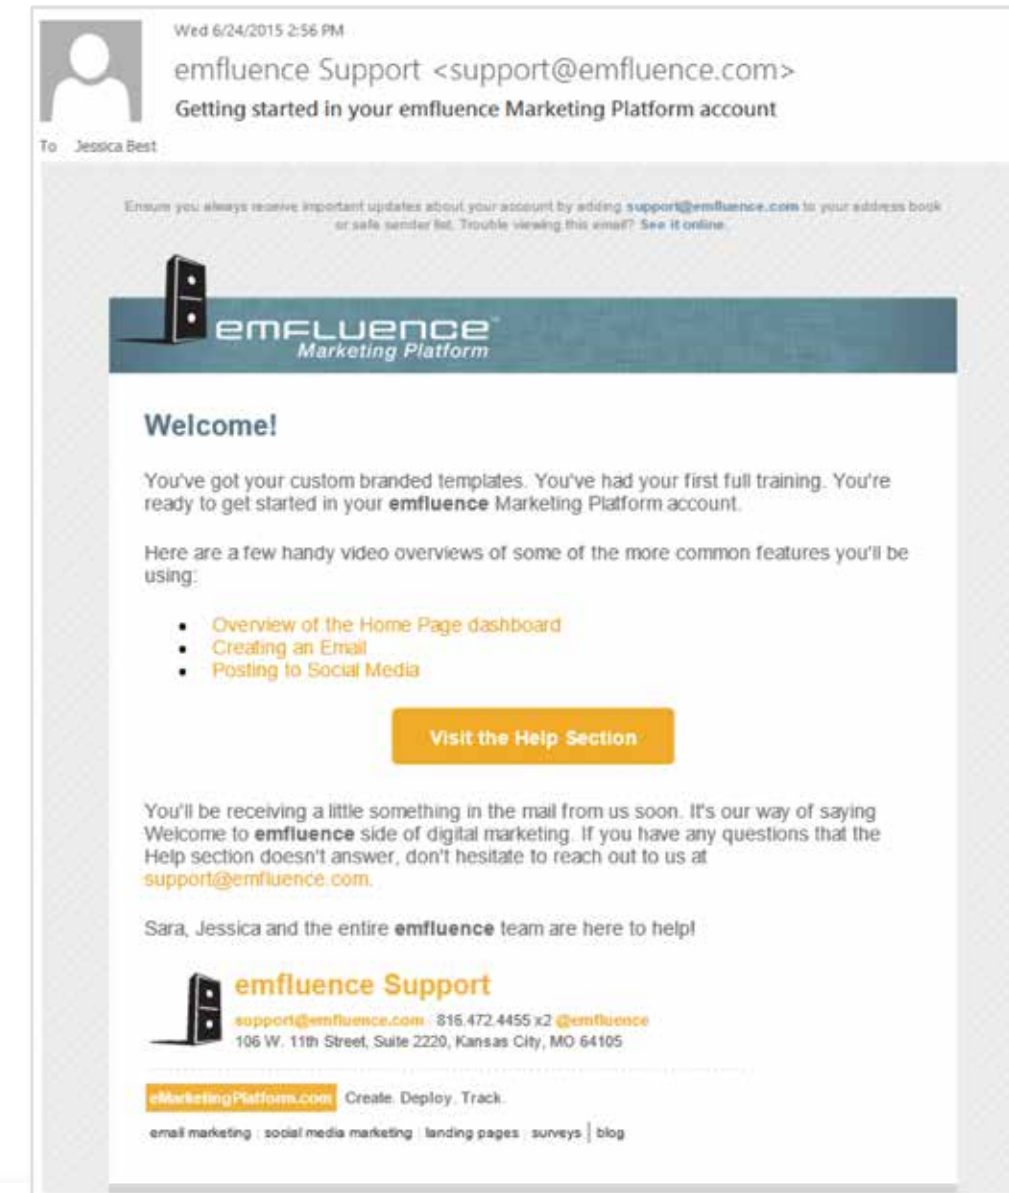 Wed 6/24/2015 2:56 PM
emfluence Support <support@emfluence.com>
Getting started in your emfluence Marketing Platform account
To Jessica Best
Ensure you always receive important updates about your account by adding support@emfluence.com to your address book
or safe sender list. Trouble viewing this email? See it online.
emfluence™
Marketing Platform
Welcome!
You've got your custom branded templates. You've had your first full training. You're
ready to get started in your emfluence Marketing Platform account.
Here are a few handy video overviews of some of the more common features you'll be
using:
• Overview of the Home Page dashboard
• Creating an Email
• Posting to Social Media
Visit the Help Section
You'll be receiving a little something in the mail from us soon. It's our way of saying
Welcome to emfluence side of digital marketing. If you have any questions that the
Help section doesn't answer, don't hesitate to reach out to us at
support@emfluence.com.
Sara, Jessica and the entire emfluence team are here to help!
emfluence Support
support@emfluence.com 816.472.4455 x2 @emfluence
106 W. 11th Street, Suite 2220, Kansas City, MO 64105
eMarketingPlatform.com Create. Deploy. Track.
email marketing | social media marketing | landing pages | surveys | blog